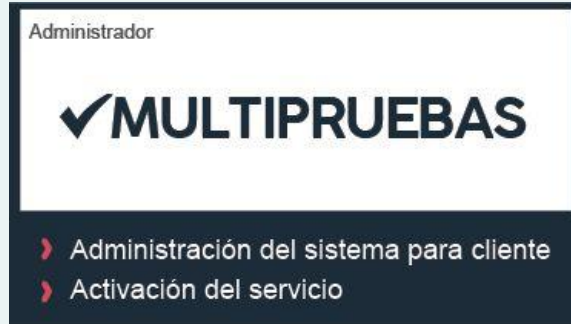 Administrador
MULTIPRUEBAS
Administración del sistema para cliente
Activación del servicio